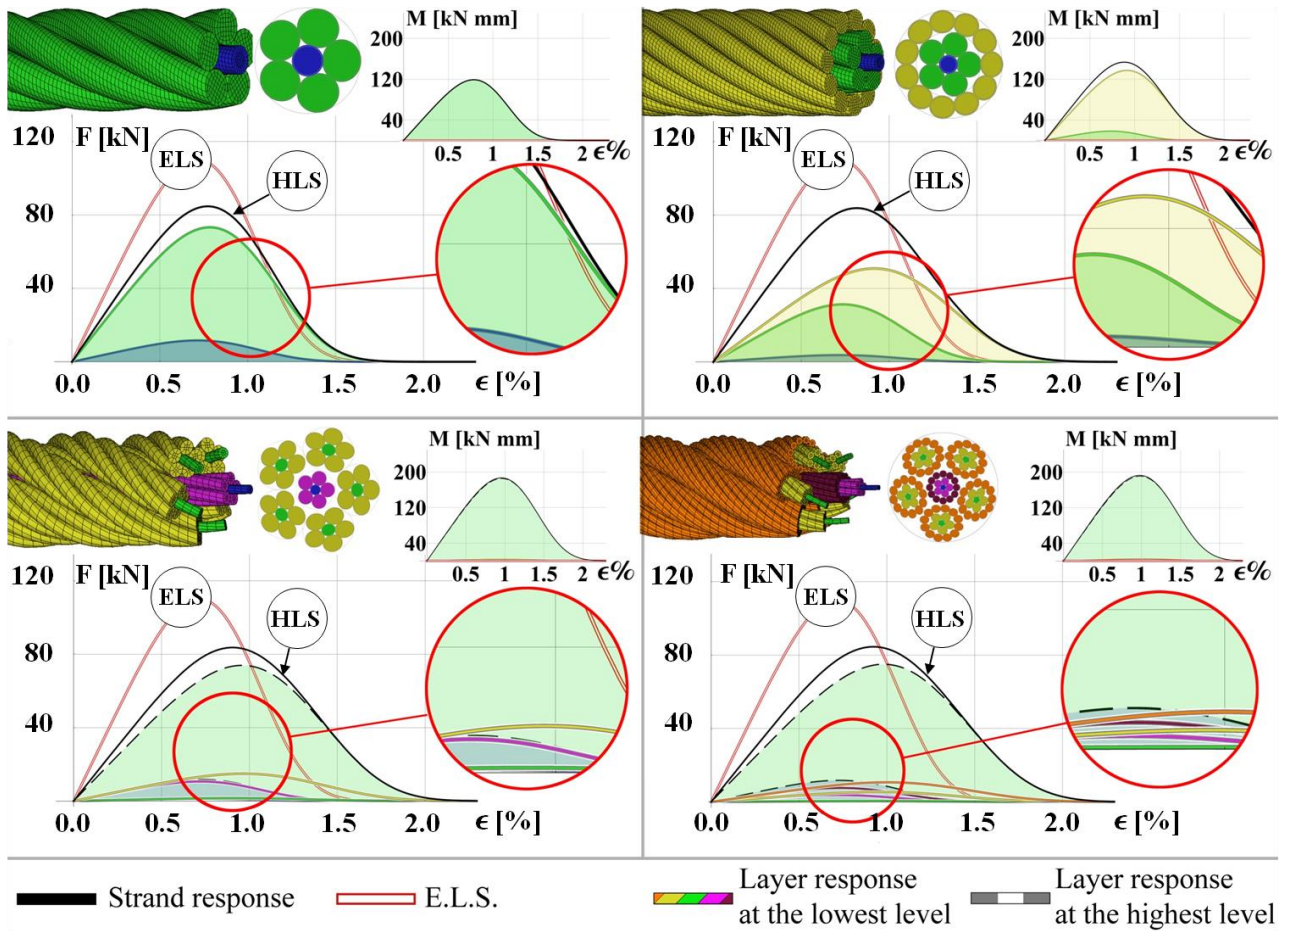 M [kN mm]
200
120
40
0.5 1 1.5 2 ϵ%
120 F [kN]
ELS
HLS
80
40
0.0 0.5 1.0 1.5 2.0 ϵ [%]
M [kN mm]
200
120
40
0.5 1 1.5 2 ϵ%
120 F [kN]
ELS
HLS
80
40
0.0 0.5 1.0 1.5 2.0 ϵ [%]
M [kN mm]
200
120
40
0.5 1 1.5 2 ϵ%
120 F [kN]
ELS
HLS
80
40
0.0 0.5 1.0 1.5 2.0 ϵ [%]
M [kN mm]
200
120
40
0.5 1 1.5 2 ϵ%
120 F [kN]
ELS
HLS
80
40
0.0 0.5 1.0 1.5 2.0 ϵ [%]
Strand response
E.L.S.
Layer response
at the lowest level
Layer response
at the highest level